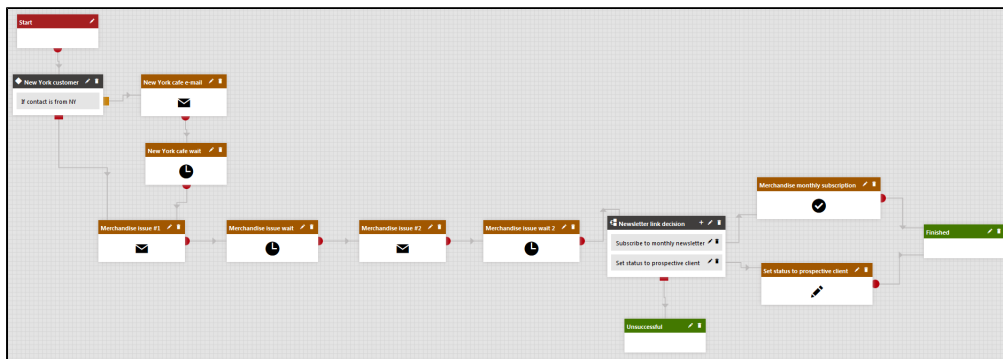 Start
New York customer
If contact is from NY
New York cafe e-mail
New York cafe wait
Merchandise issue #1
Merchandise issue wait
Merchandise issue #2
Merchandise issue wait 2
Newsletter link decision
Subscribe to monthly newsletter
Set status to prospective client
Merchandise monthly subscription
Set status to prospective client
Finished
Unsuccessful